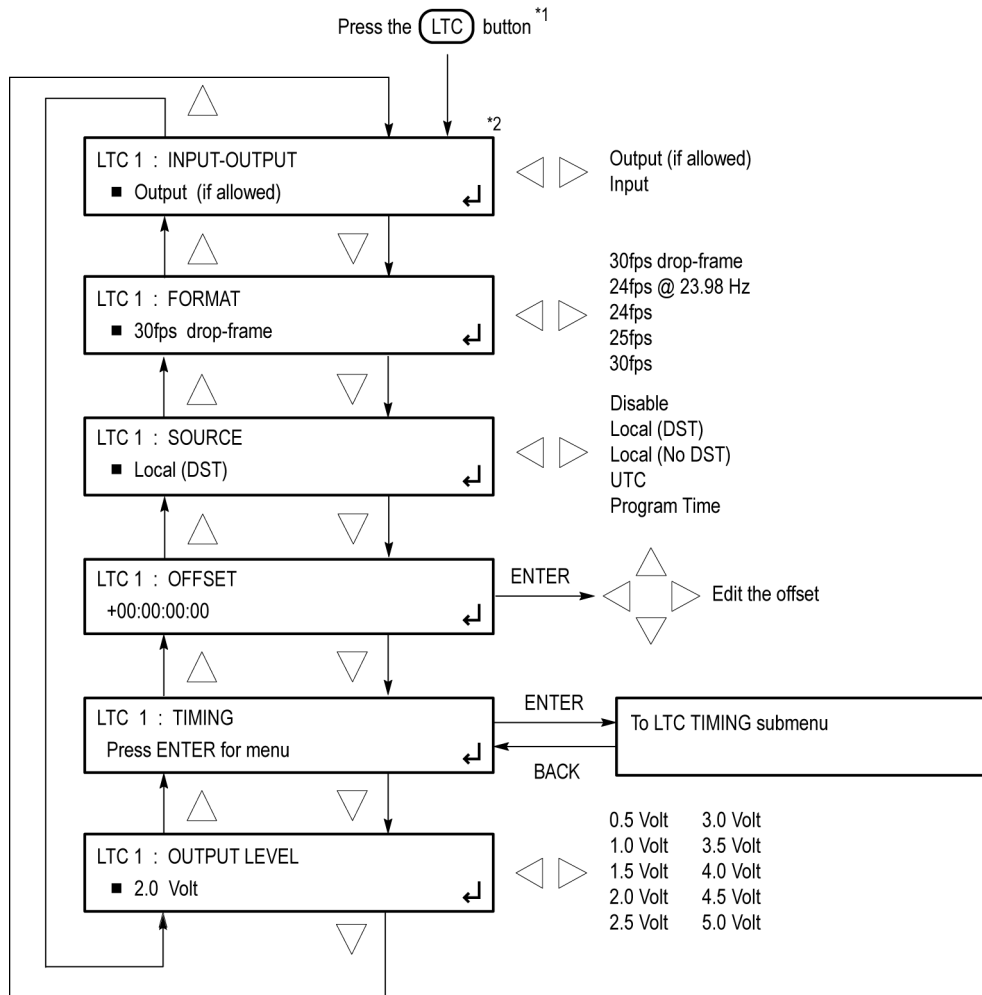 Press the LTC button *1
*2
LTC 1 : INPUT-OUTPUT
■ Output (if allowed)
Output (if allowed)
Input
LTC 1 : FORMAT
■ 30fps drop-frame
30fps drop-frame
24fps @ 23.98 Hz
24fps
25fps
30fps
LTC 1 : SOURCE
■ Local (DST)
Disable
Local (DST)
Local (No DST)
UTC
Program Time
LTC 1 : OFFSET
+00:00:00:00
ENTER
Edit the offset
LTC 1 : TIMING
Press ENTER for menu
ENTER
BACK
To LTC TIMING submenu
LTC 1 : OUTPUT LEVEL
■ 2.0 Volt
0.5 Volt 3.0 Volt
1.0 Volt 3.5 Volt
1.5 Volt 4.0 Volt
2.0 Volt 4.5 Volt
2.5 Volt 5.0 Volt